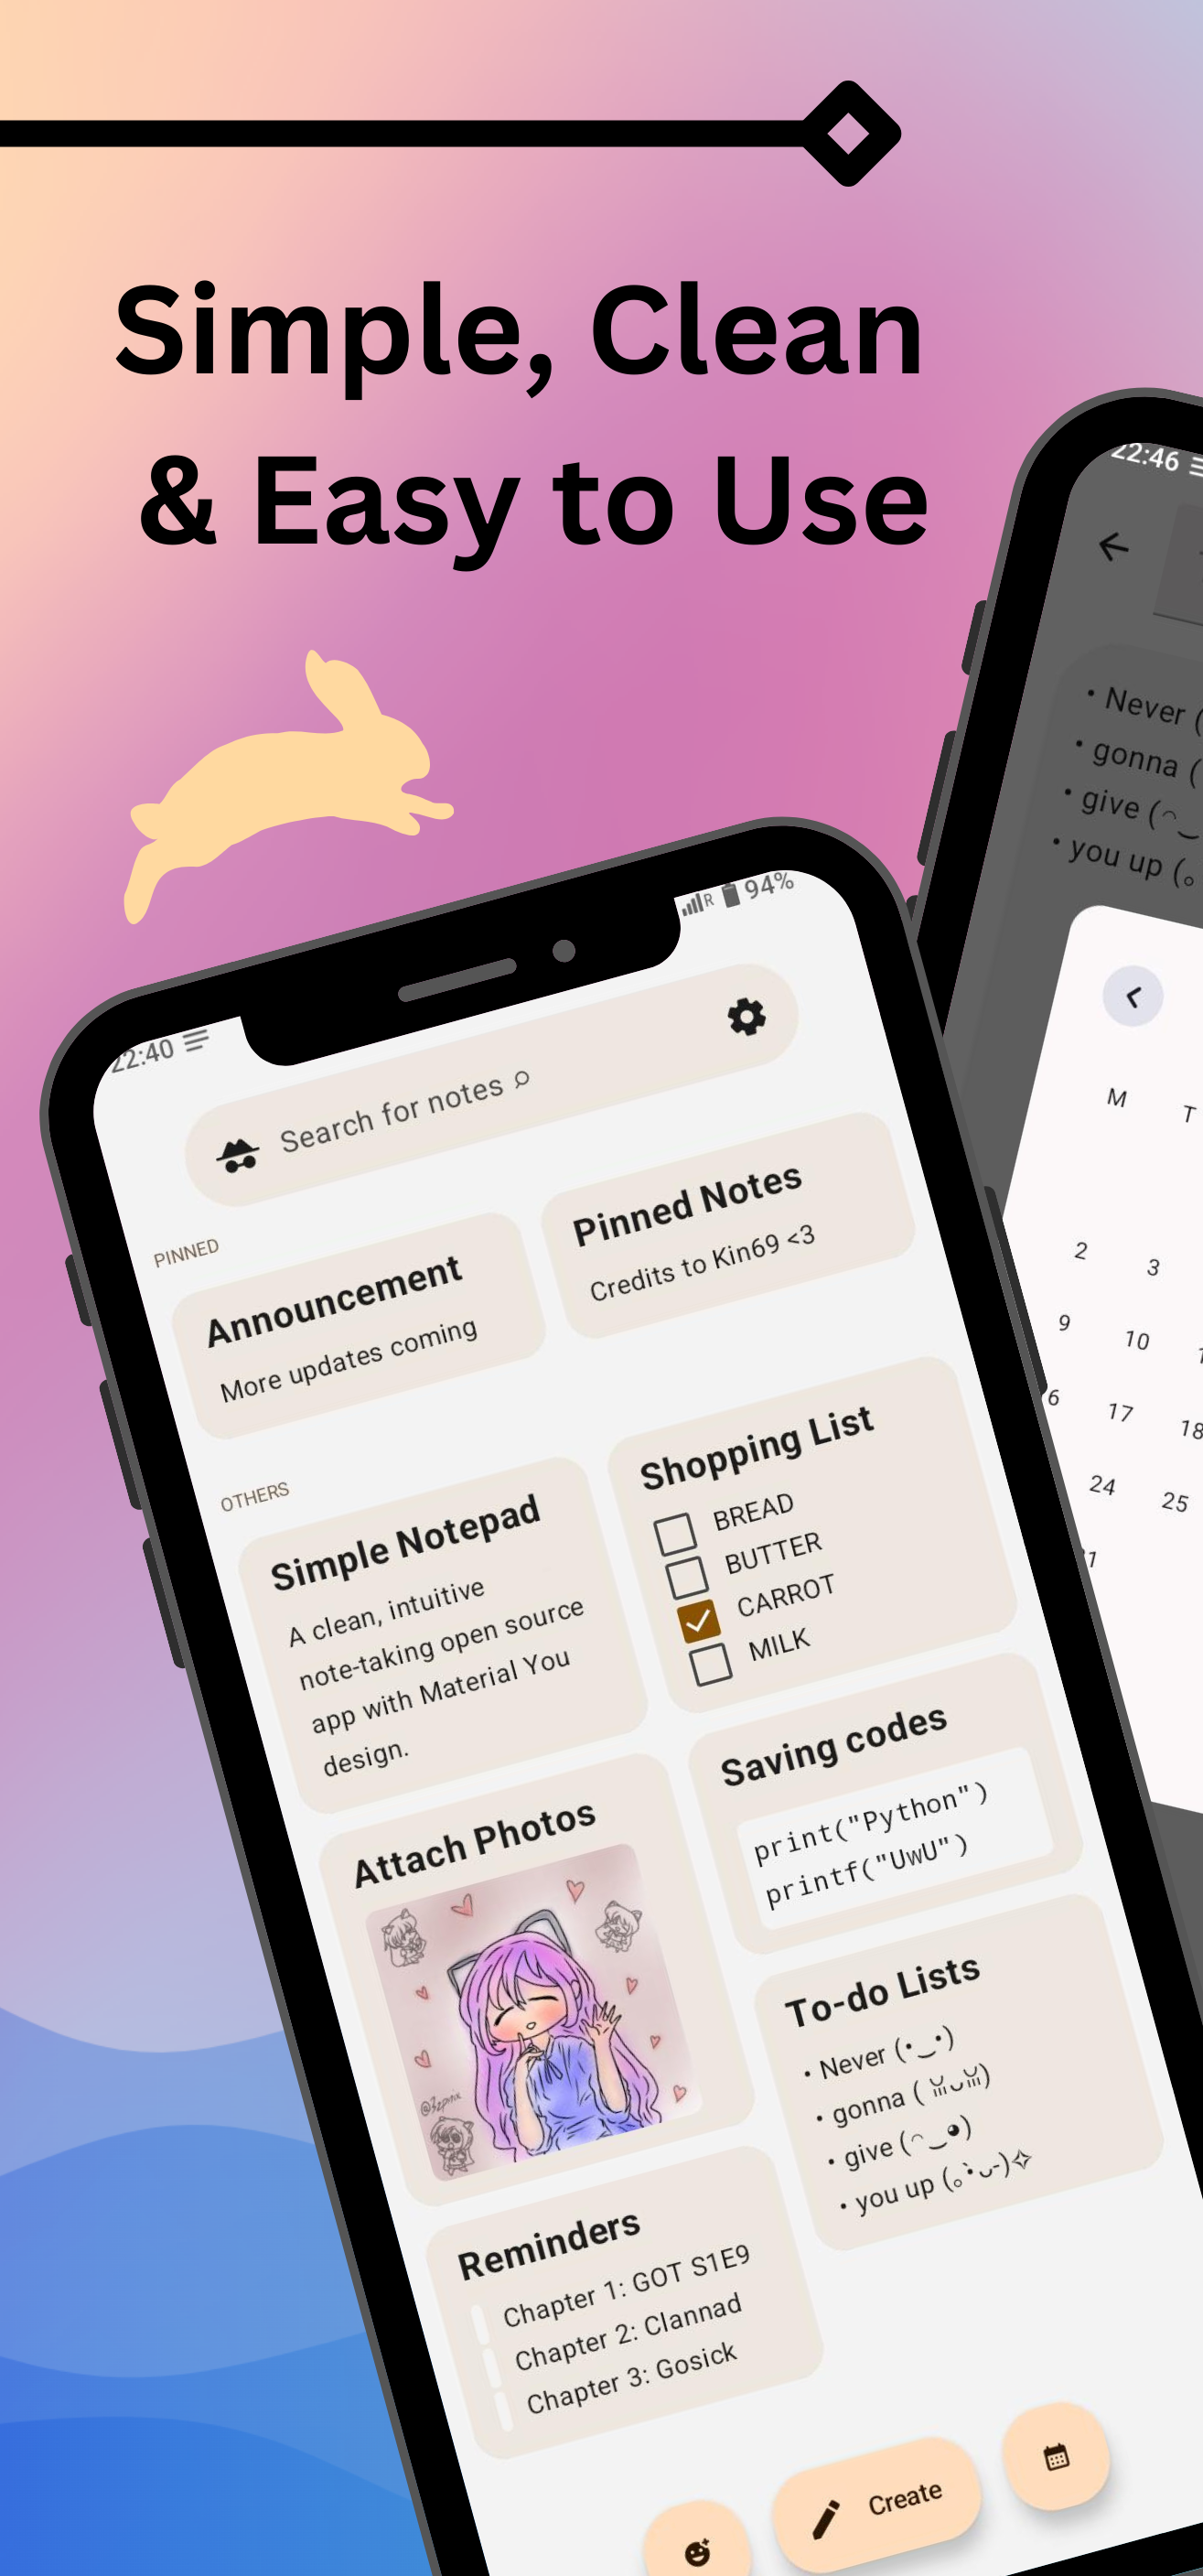 Simple, Clean
& Easy to Use
22:46
• Never (
• gonna (
• give (
• you up (
M T
2 3
9 10
6 17 18
24 25
31
22:40
R 94%
Search for notes
PINNED
Announcement
More updates coming
Pinned Notes
Credits to Kin69 <3
OTHERS
Simple Notepad
A clean, intuitive
note-taking open source
app with Material You
design.
Shopping List
BREAD
BUTTER
CARROT
MILK
Saving codes
print("Python")
printf("UwU")
Attach Photos
To-do Lists
• Never (•‿•)
• gonna ( ಡ ᴗ ಡ)
• give (◠‿◕)
• you up (｡•̀ᴗ-)✧
Reminders
Chapter 1: GOT S1E9
Chapter 2: Clannad
Chapter 3: Gosick
Create